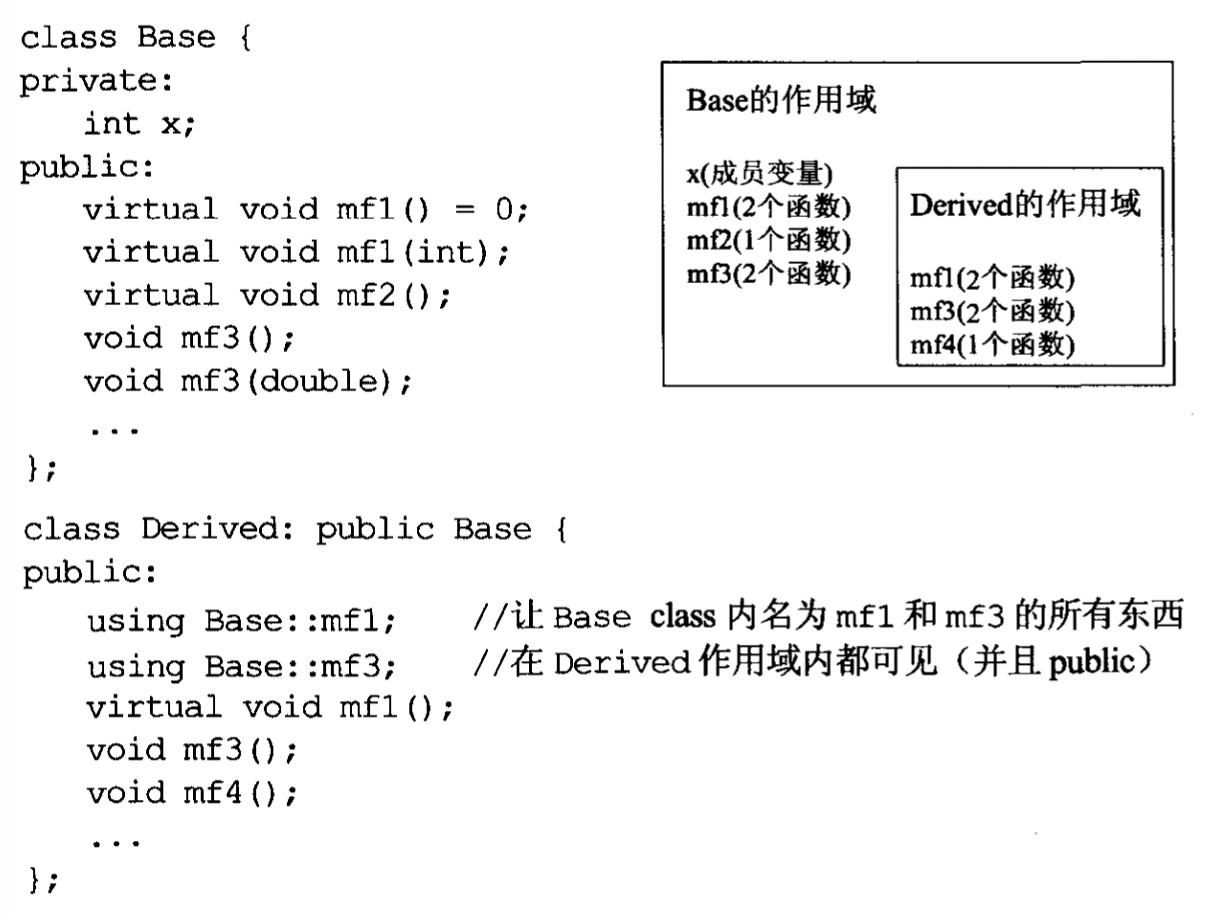 class Base {
private:
int x;
public:
virtual void mf1() = 0;
virtual void mf1(int);
virtual void mf2();
void mf3();
void mf3(double);
...
};
Base的作用域
x(成员变量)
mf1(2个函数)
mf2(1个函数)
mf3(2个函数)
Derived的作用域
mf1(2个函数)
mf3(2个函数)
mf4(1个函数)
class Derived: public Base {
public:
using Base::mf1; //让 Base class 内名为 mf1 和 mf3 的所有东西
using Base::mf3; //在 Derived 作用域内都可见（并且 public）
virtual void mf1();
void mf3();
void mf4();
...
};